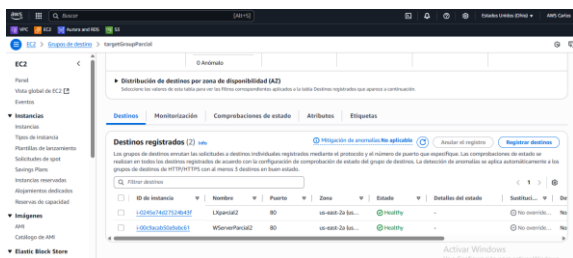 aws
Buscar
[Alt+S]
Estados Unidos (Ohio)
AWS Cartes
VPC
EC2
Aurora and RDS
S3
EC2 > Grupos de destino > targetGroupParcial
EC2
Panel
Vista global de EC2
Eventos
Instancias
Instancias
Tipos de instancia
Plantillas de lanzamiento
Solicitudes de spot
Savings Plans
Instancias reservadas
Alojamientos dedicados
Reservas de capacidad
Imágenes
AMI
Catálogo de AMI
Elastic Block Store
0 Anómalo
Distribución de destinos por zona de disponibilidad (AZ)
Seleccione los valores de esta tabla para ver los filtros correspondientes aplicados a la tabla Destinos registrados que aparece a continuación.
Destinos
Monitorización
Comprobaciones de estado
Atributos
Etiquetas
Destinos registrados (2)
Mitigación de anomalías: No aplicable
Anular el registro
Registrar destinos
Los grupos de destinos enrutan las solicitudes a destinos individuales registrados mediante el protocolo y el número de puerto que especifique. Las comprobaciones de estado se
realizan en todos los destinos registrados de acuerdo con la configuración de comprobación de estado del grupo de destinos. La detección de anomalías se aplica automáticamente a los
grupos de destinos de HTTP/HTTPS con al menos 3 destinos en buen estado.
Filtrar destinos
1
ID de instancia
Nombre
Puerto
Zona
Estado
Detalles del estado
Sustituci...
De
LXparcial2
80
us-east-2a (us...
Healthy
-
No override...
No
WServerParcial2
80
us-east-2a (us...
Healthy
-
No override...
No
Activar Windows